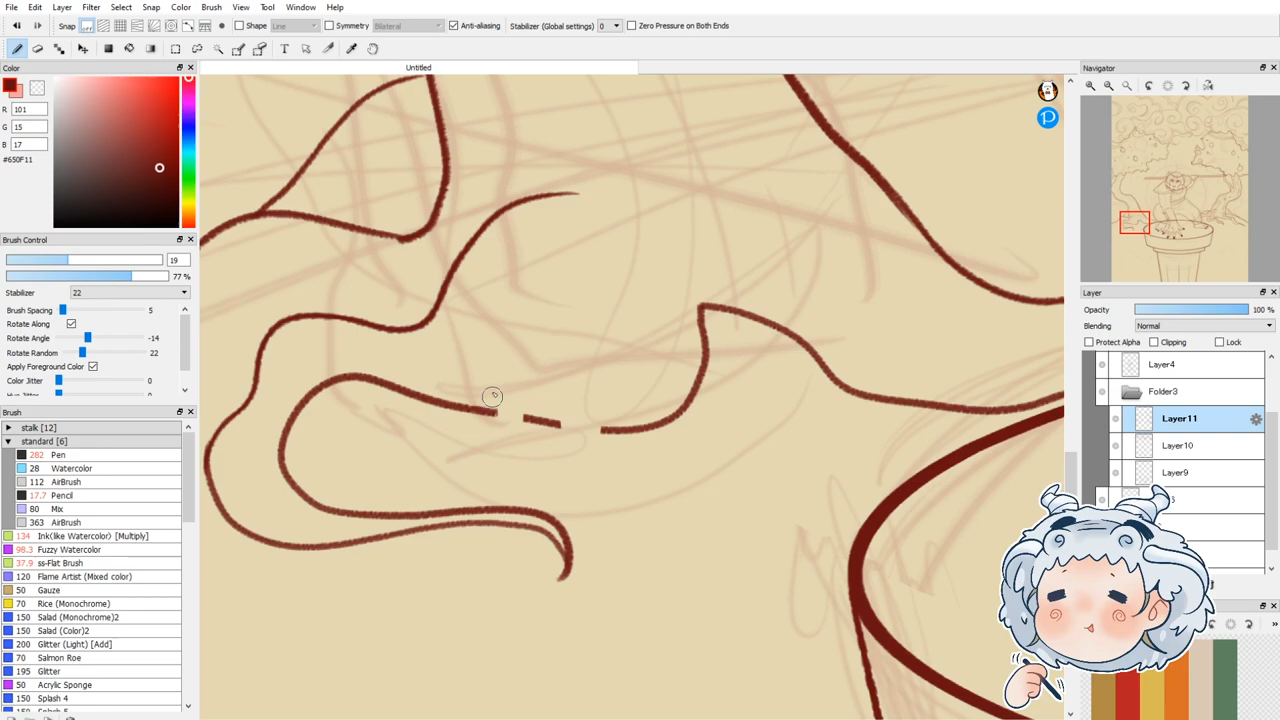 File Edit Layer Filter Select Snap Color Brush View Tool Window Help
Snap Shape Line Symmetry Bilateral Anti-aliasing Stabilizer (Global settings) 0 Zero Pressure on Both Ends
Color
Untitled
Navigator
R 101
G 15
B 17
#650F11
Brush Control
19
77 %
Stabilizer 22
Brush Spacing 5
Rotate Along
Rotate Angle -14
Rotate Random 22
Apply Foreground Color
Color Jitter 0
Brush
stalk [12]
standard [6]
282 Pen
28 Watercolor
112 AirBrush
17.7 Pencil
80 Mix
363 AirBrush
134 Ink(like Watercolor) [Multiply]
98.3 Fuzzy Watercolor
37.9 ss-Flat Brush
120 Flame Artist (Mixed color)
50 Gauze
70 Rice (Monochrome)
150 Salad (Monochrome)2
150 Salad (Color)2
200 Glitter (Light) [Add]
70 Salmon Roe
195 Glitter
50 Acrylic Sponge
150 Splash 4
150 Splash 5
Layer
Opacity 100 %
Blending Normal
Protect Alpha Clipping Lock
Layer4
Folder3
Layer11
Layer10
Layer9